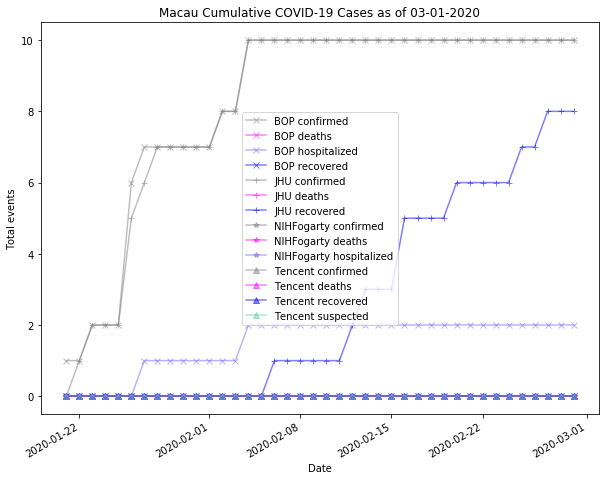 Macau Cumulative COVID-19 Cases as of 03-01-2020
10
8
6
4
2
0
Total events
BOP confirmed
BOP deaths
BOP hospitalized
BOP recovered
JHU confirmed
JHU deaths
JHU recovered
NIHFogarty confirmed
NIHFogarty deaths
NIHFogarty hospitalized
Tencent confirmed
Tencent deaths
Tencent recovered
Tencent suspected
2020-01-22
2020-02-01
2020-02-08
2020-02-15
2020-02-22
2020-03-01
Date